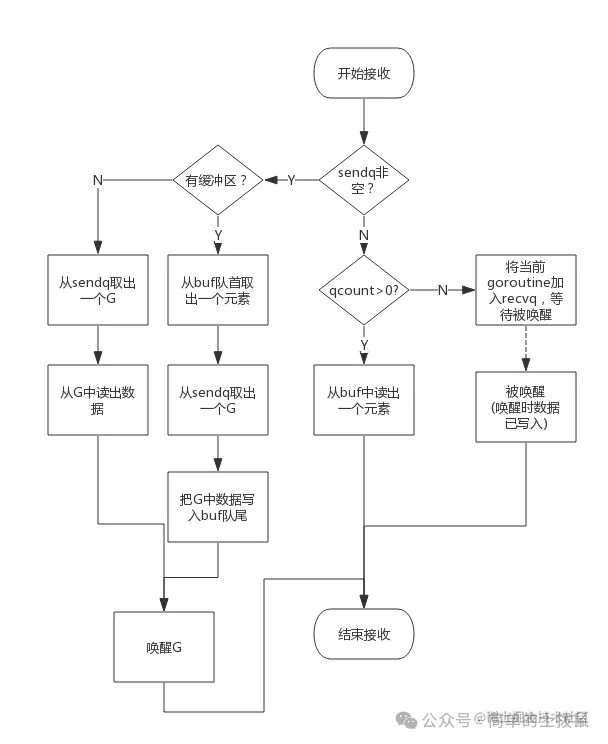 开始接收
sendq非
空？
Y
有缓冲区？
N
Y
N
从sendq取出
一个G
从buf队首取
出一个元素
qcount>0?
N
将当前
goroutine加
入recvq，等
待被唤醒
Y
从G中读出数
据
从sendq取出
一个G
从buf中读出
一个元素
被唤醒
(唤醒时数据
已写入)
把G中数据写
入buf队尾
唤醒G
结束接收
公众号